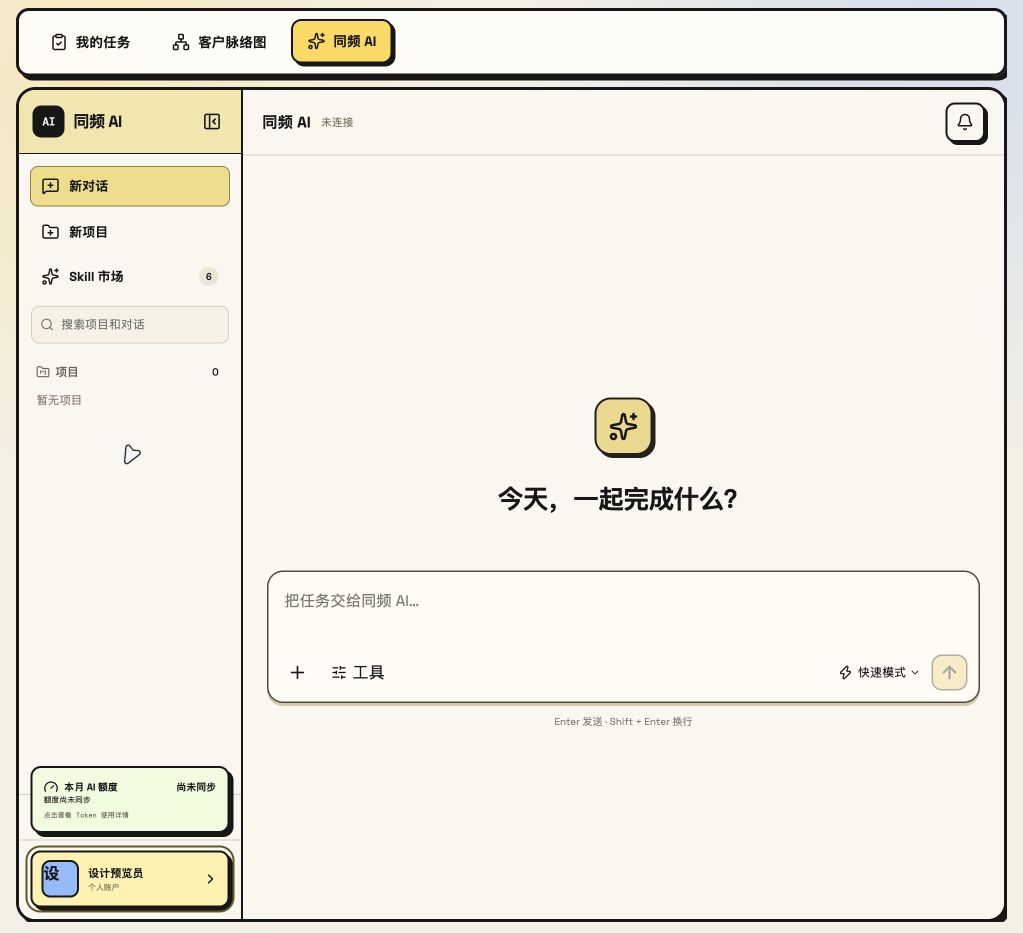 我的任务
客户脉络图
同频 AI
AI
同频 AI
新对话
新项目
Skill 市场
6
搜索项目和对话
项目
0
暂无项目
本月 AI 额度
尚未同步
额度尚未同步
点击查看 Token 使用详情
设
设计预览员
个人账户
同频 AI
未连接
今天，一起完成什么?
把任务交给同频 AI...
工具
快速模式
Enter 发送 · Shift + Enter 换行